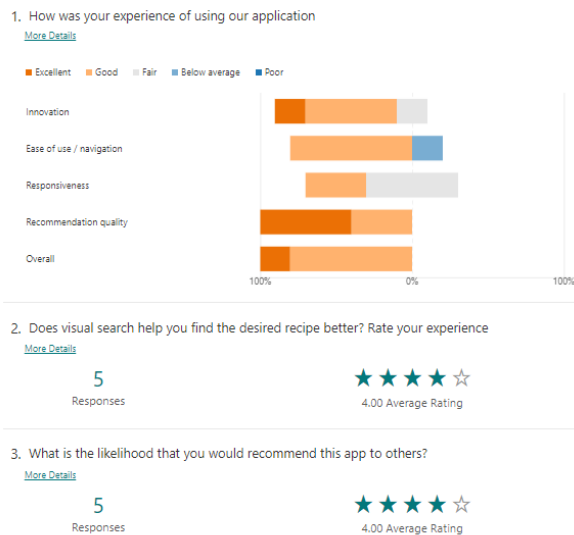 1. How was your experience of using our application
More Details
Excellent Good Fair Below average Poor
Innovation
Ease of use / navigation
Responsiveness
Recommendation quality
Overall
100% 0% 100%
2. Does visual search help you find the desired recipe better? Rate your experience
More Details
5
Responses
4.00 Average Rating
3. What is the likelihood that you would recommend this app to others?
More Details
5
Responses
4.00 Average Rating